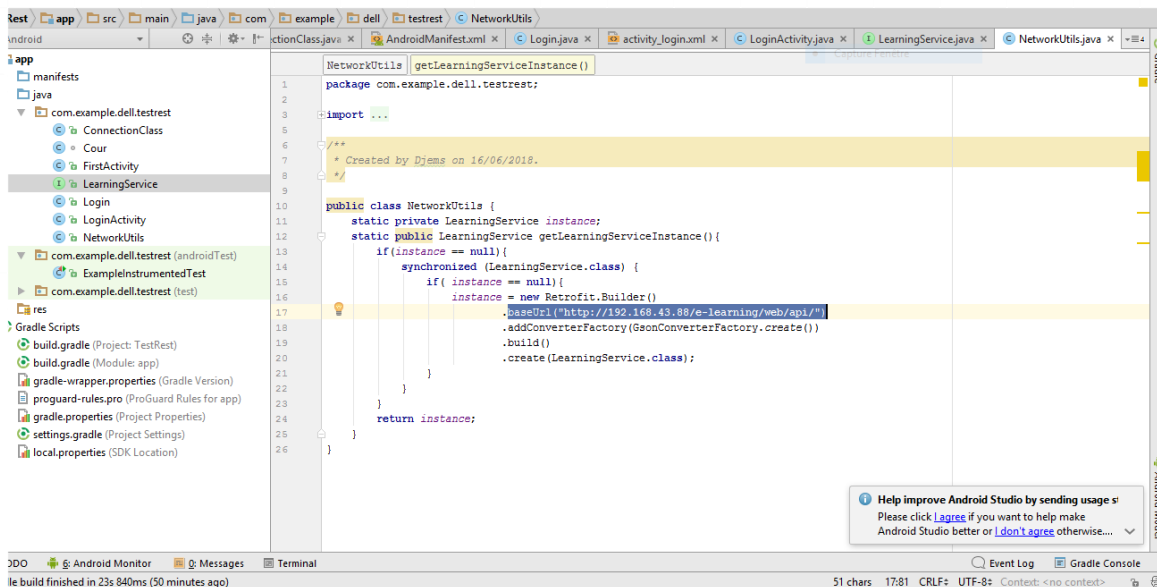 Rest app src main java com example dell testrest NetworkUtils
Android ectionClass.java × AndroidManifest.xml × Login.java × activity_login.xml × LoginActivity.java × LearningService.java × NetworkUtils.java ×
Capture Fenêtre
NetworkUtils getLearningServiceInstance()
app
manifests
java
com.example.dell.testrest
ConnectionClass
Cour
FirstActivity
LearningService
Login
LoginActivity
NetworkUtils
com.example.dell.testrest (androidTest)
ExampleInstrumentedTest
com.example.dell.testrest (test)
res
Gradle Scripts
build.gradle (Project: TestRest)
build.gradle (Module: app)
gradle-wrapper.properties (Gradle Version)
proguard-rules.pro (ProGuard Rules for app)
gradle.properties (Project Properties)
settings.gradle (Project Settings)
local.properties (SDK Location)
1 package com.example.dell.testrest;
2
3 import ...
5
6 /**
7 * Created by Djems on 16/06/2018.
8 */
9
10 public class NetworkUtils {
11 static private LearningService instance;
12 static public LearningService getLearningServiceInstance(){
13 if(instance == null){
14 synchronized (LearningService.class) {
15 if( instance == null){
16 instance = new Retrofit.Builder()
17 .baseUrl("http://192.168.43.88/e-learning/web/api/")
18 .addConverterFactory(GsonConverterFactory.create())
19 .build()
20 .create(LearningService.class);
21 }
22 }
23 }
24 return instance;
25 }
26 }
Help improve Android Studio by sending usage st
Please click I agree if you want to help make
Android Studio better or I don't agree otherwise....
ODO 6: Android Monitor 0: Messages Terminal Event Log Gradle Console
le build finished in 23s 840ms (50 minutes ago) 51 chars 17:81 CRLF UTF-8 Context: <no context>